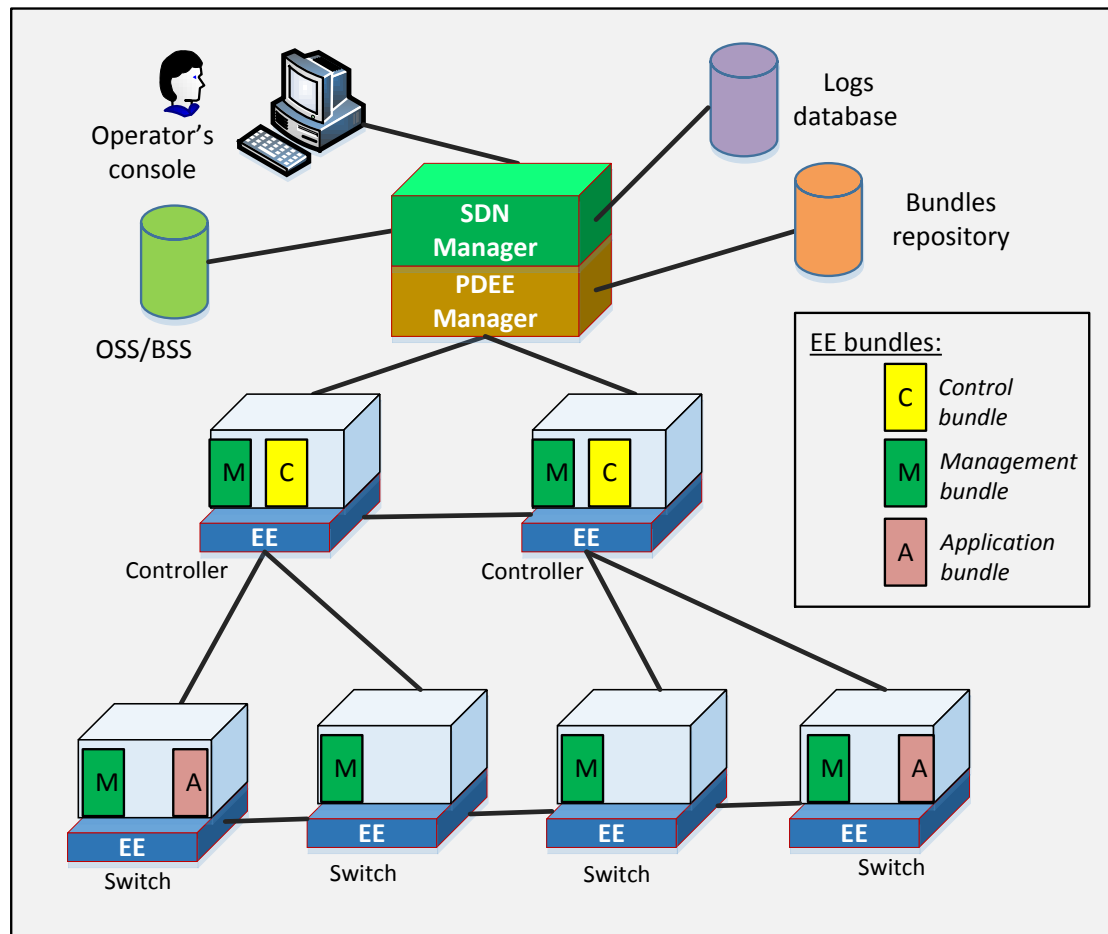 Operator's
console
Logs
database
SDN
Manager
Bundles
repository
PDEE
Manager
OSS/BSS
EE bundles:
C
Control
bundle
M
Management
bundle
A
Application
bundle
M
C
EE
Controller
M
C
EE
Controller
M
A
EE
Switch
M
EE
Switch
M
EE
Switch
M
A
EE
Switch